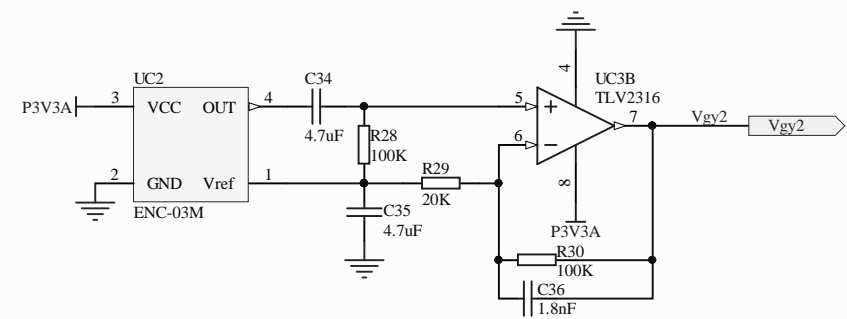 UC2
C34
4
UC3B
TLV2316
P3V3A
3
VCC
OUT
4
5
+
7
Vgy2
Vgy2
4.7uF
R28
100K
6
−
2
GND
Vref
1
R29
20K
8
ENC-03M
C35
4.7uF
P3V3A
R30
100K
C36
1.8nF